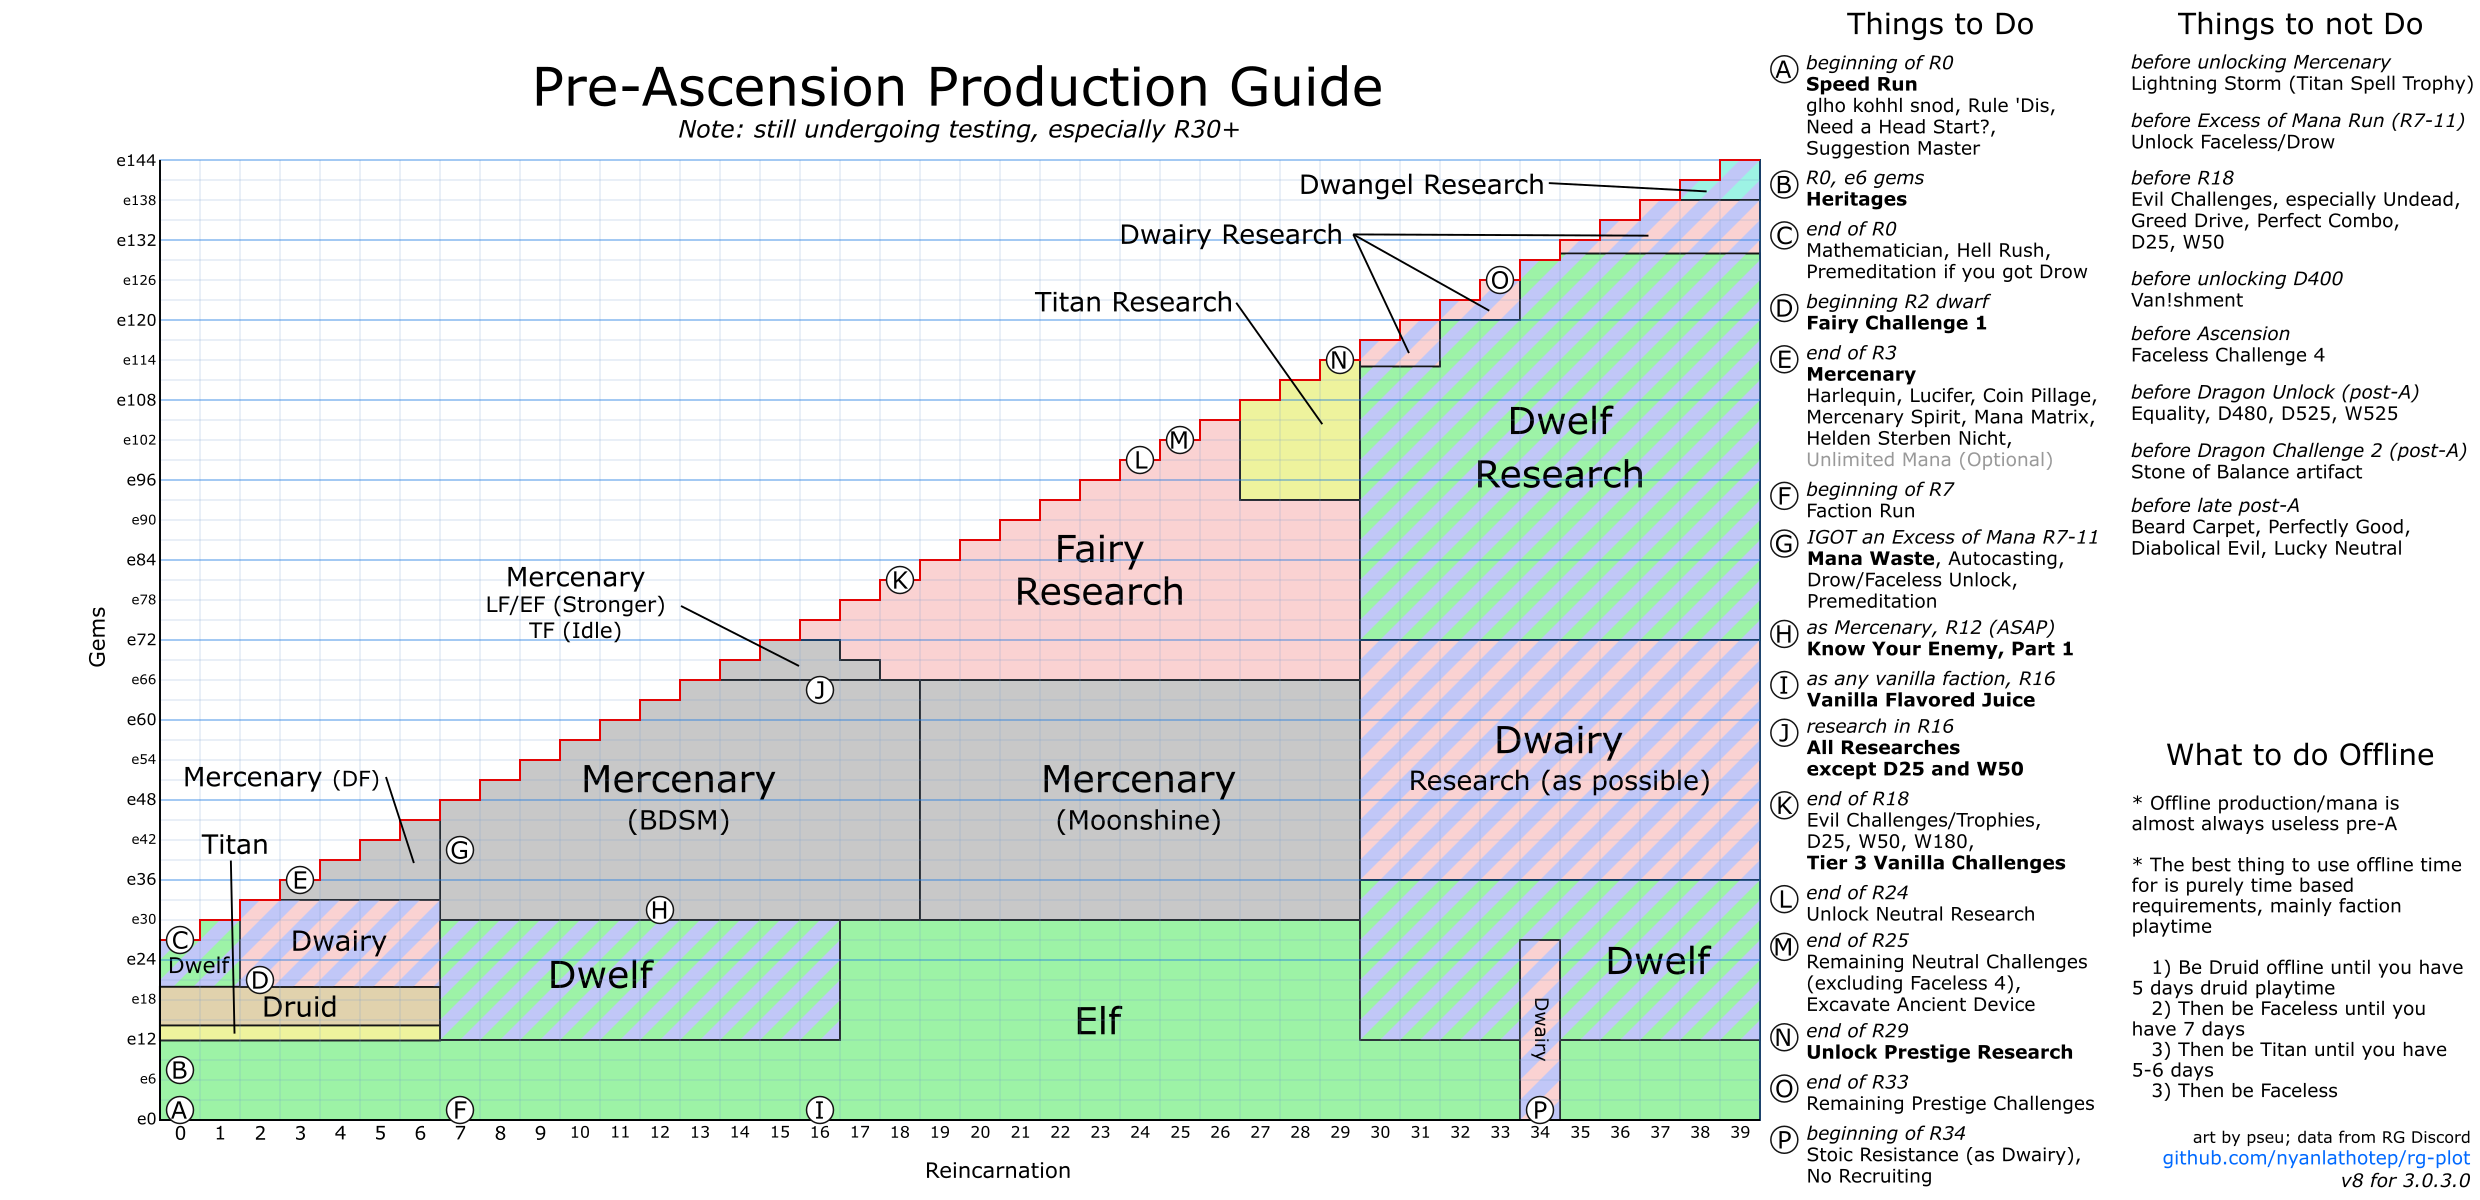 Pre-Ascension Production Guide
Note: still undergoing testing, especially R30+
Gems
e144
e138
e132
e126
e120
e114
e108
e102
e96
e90
e84
e78
e72
e66
e60
e54
e48
e42
e36
e30
e24
e18
e12
e6
e0
0 1 2 3 4 5 6 7 8 9 10 11 12 13 14 15 16 17 18 19 20 21 22 23 24 25 26 27 28 29 30 31 32 33 34 35 36 37 38 39
Reincarnation
Dwangel Research
Dwairy Research
Titan Research
Mercenary
LF/EF (Stronger)
TF (Idle)
Mercenary (DF)
Titan
Dwelf
Dwairy
Druid
Mercenary
(BDSM)
Mercenary
(Moonshine)
Fairy
Research
Dwelf
Research
Dwairy
Research (as possible)
Dwelf
Elf
Dwelf
Dwairy
A
B
C
D
E
F
G
H
I
J
K
L
M
N
O
P
Things to Do
A beginning of R0
Speed Run
glho kohhl snod, Rule 'Dis,
Need a Head Start?,
Suggestion Master
B R0, e6 gems
Heritages
C end of R0
Mathematician, Hell Rush,
Premeditation if you got Drow
D beginning R2 dwarf
Fairy Challenge 1
E end of R3
Mercenary
Harlequin, Lucifer, Coin Pillage,
Mercenary Spirit, Mana Matrix,
Helden Sterben Nicht,
Unlimited Mana (Optional)
F beginning of R7
Faction Run
G IGOT an Excess of Mana R7-11
Mana Waste, Autocasting,
Drow/Faceless Unlock,
Premeditation
H as Mercenary, R12 (ASAP)
Know Your Enemy, Part 1
I as any vanilla faction, R16
Vanilla Flavored Juice
J research in R16
All Researches
except D25 and W50
K end of R18
Evil Challenges/Trophies,
D25, W50, W180,
Tier 3 Vanilla Challenges
L end of R24
Unlock Neutral Research
M end of R25
Remaining Neutral Challenges
(excluding Faceless 4),
Excavate Ancient Device
N end of R29
Unlock Prestige Research
O end of R33
Remaining Prestige Challenges
P beginning of R34
Stoic Resistance (as Dwairy),
No Recruiting
Things to not Do
before unlocking Mercenary
Lightning Storm (Titan Spell Trophy)
before Excess of Mana Run (R7-11)
Unlock Faceless/Drow
before R18
Evil Challenges, especially Undead,
Greed Drive, Perfect Combo,
D25, W50
before unlocking D400
Van!shment
before Ascension
Faceless Challenge 4
before Dragon Unlock (post-A)
Equality, D480, D525, W525
before Dragon Challenge 2 (post-A)
Stone of Balance artifact
before late post-A
Beard Carpet, Perfectly Good,
Diabolical Evil, Lucky Neutral
What to do Offline
* Offline production/mana is
almost always useless pre-A
* The best thing to use offline time
for is purely time based
requirements, mainly faction
playtime
1) Be Druid offline until you have
5 days druid playtime
2) Then be Faceless until you
have 7 days
3) Then be Titan until you have
5-6 days
3) Then be Faceless
art by pseu; data from RG Discord
github.com/nyanlathotep/rg-plot
v8 for 3.0.3.0